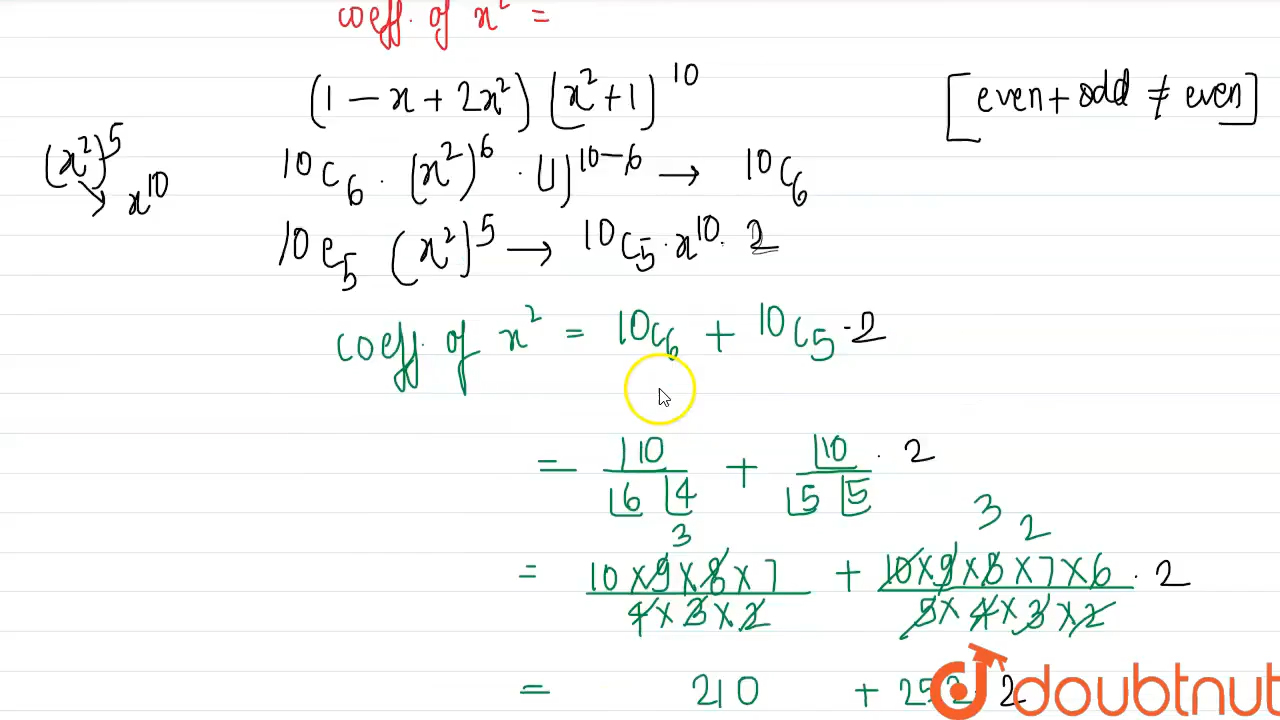 coeff. of x² =
(1 – x + 2x²) (x² + 1)¹⁰ [even + odd ≠ even]
(x²)⁵ → x¹⁰
¹⁰C₆ · (x²)⁶ · (1)¹⁰⁻⁶ → ¹⁰C₆
¹⁰C₅ (x²)⁵ → ¹⁰C₅ · x¹⁰ · 2
coeff. of x² = ¹⁰C₆ + ¹⁰C₅ · 2
= |10 / |6 |4 + |10 / |5 |5 · 2
3 3 2
= 10 × 9 × 8 × 7 / 4 × 3 × 2 + 10 × 9 × 8 × 7 × 6 / 5 × 4 × 3 × 2 · 2
= 210 + 252 · 2
doubtnut